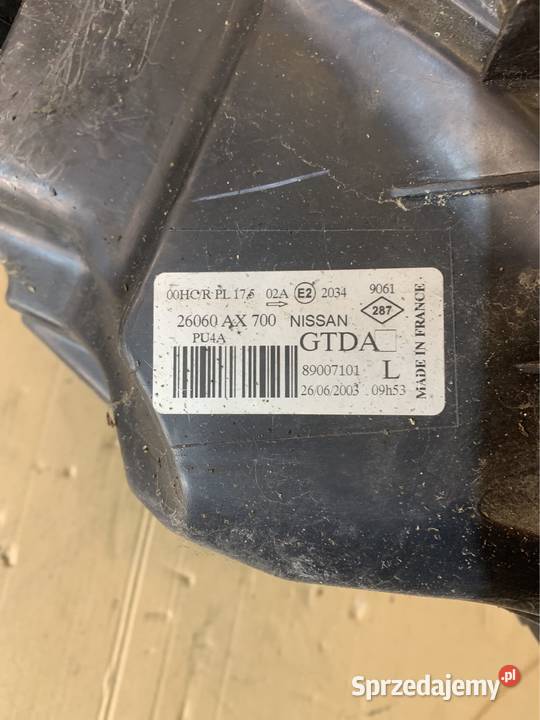 00HC/R PL 17.5 02A E2 2034 9061
287
26060 AX 700 NISSAN
PU4A GTDA
89007101 L
26/06/2003 09h53
MADE IN FRANCE
Sprzedajemy.pl